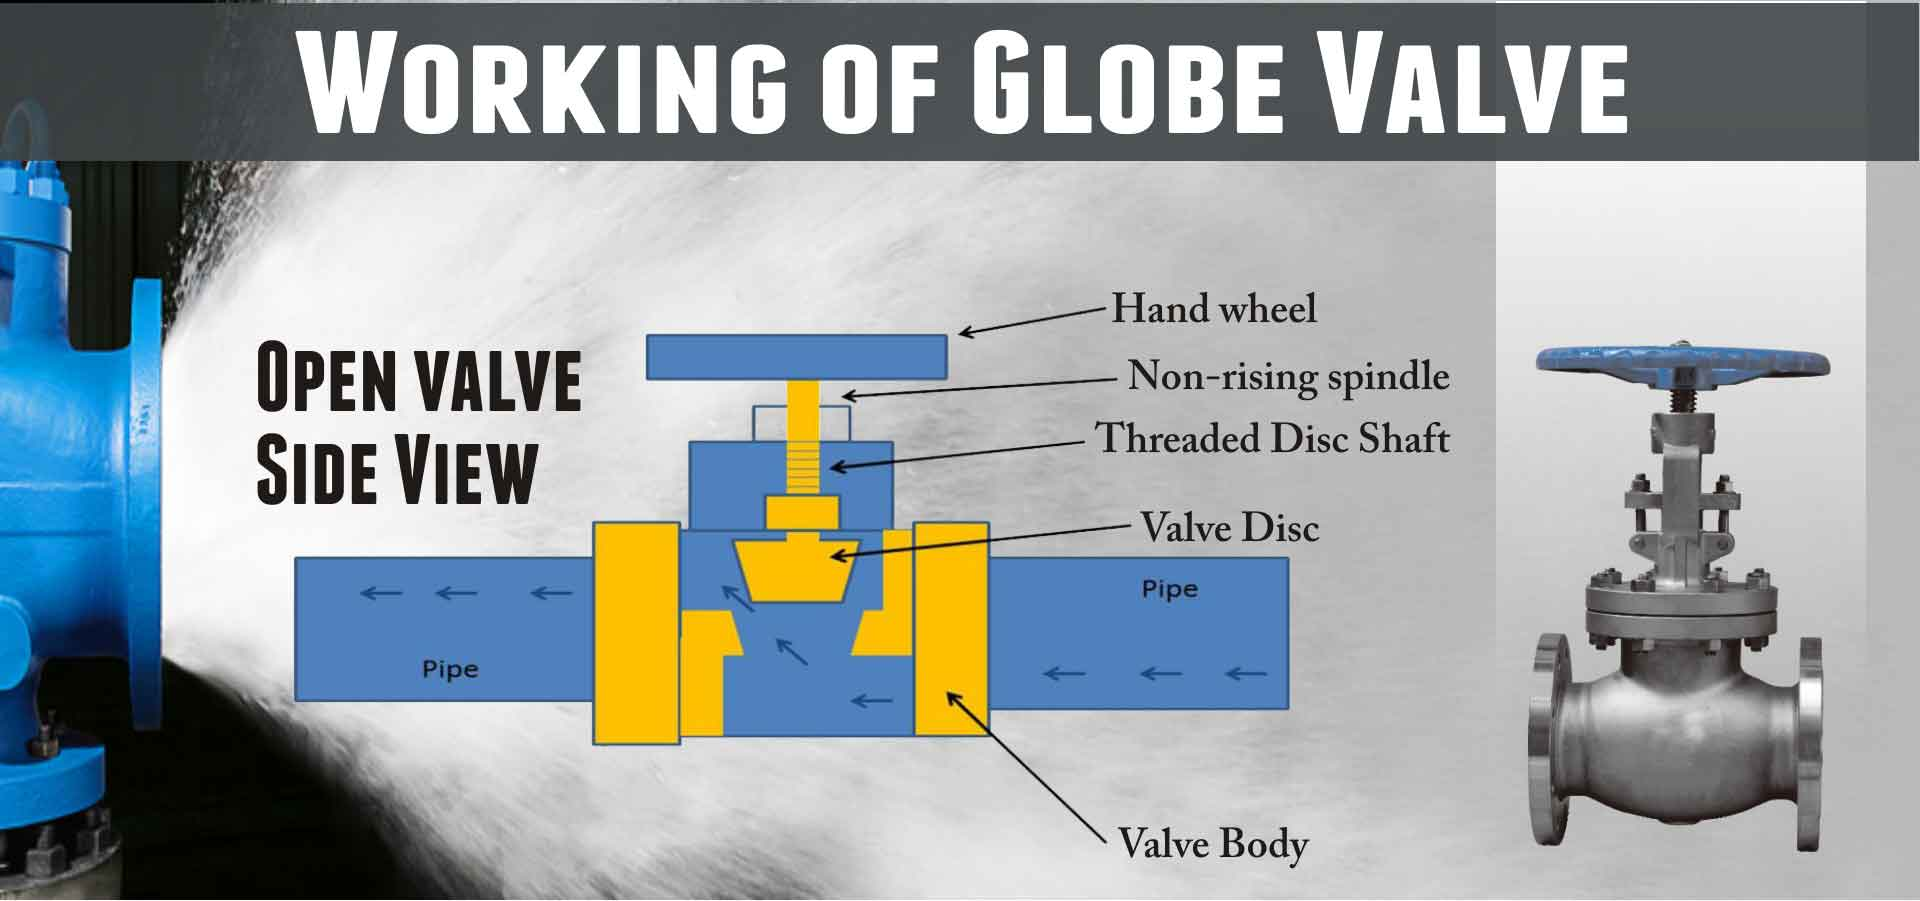 WORKING OF GLOBE VALVE
OPEN VALVE
SIDE VIEW
Hand wheel
Non-rising spindle
Threaded Disc Shaft
Valve Disc
Pipe
Pipe
Valve Body